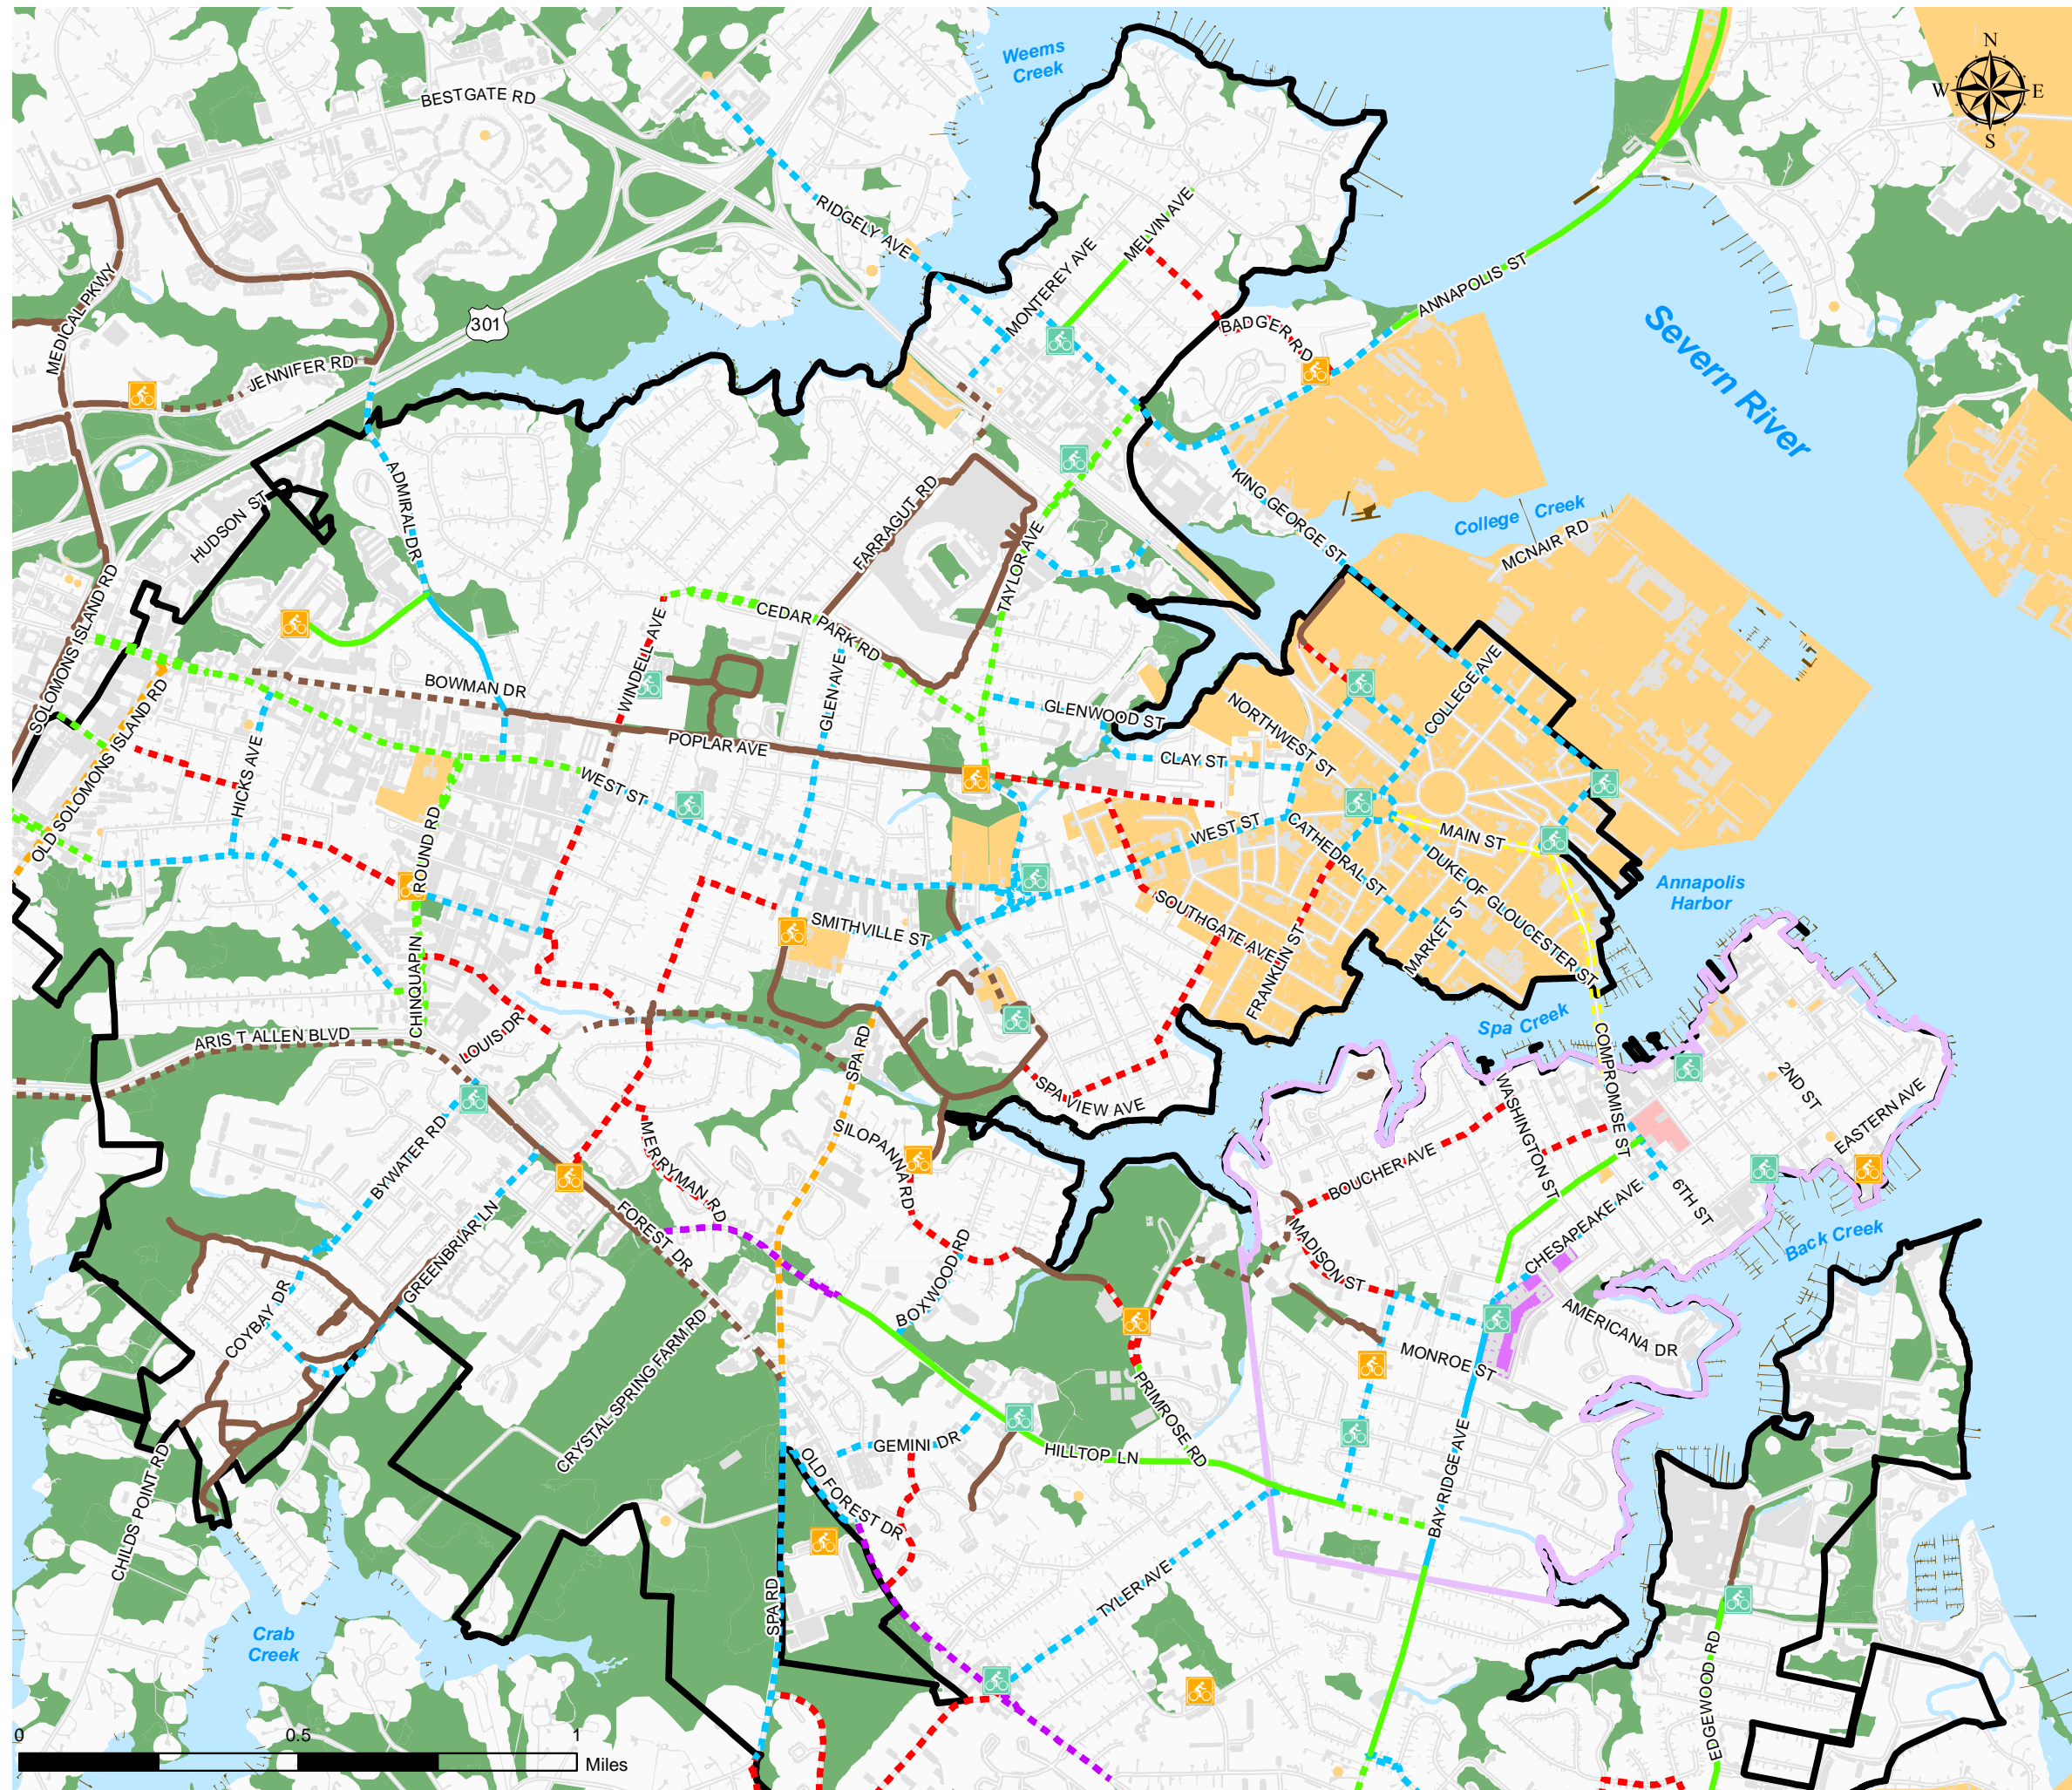 Weems
Creek
N
W
E
S
BESTGATE RD
RIDGELY AVE
MELVIN AVE
MONTEREY AVE
BADGER RD
ANNAPOLIS ST
Severn River
MEDICAL PKWY
301
JENNIFER RD
HUDSON ST
ADMIRAL DR
FARRAGUT RD
TAYLOR AVE
KING GEORGE ST
College Creek
MCNAIR RD
SOLOMONS ISLAND RD
SOLOMONS ISLAND RD
OLD SOLOMONS ISLAND RD
BOWMAN DR
WINDELL AVE
CEDAR PARK RD
GLEN AVE
POPLAR AVE
GLENWOOD ST
CLAY ST
NORTHWEST ST
COLLEGE AVE
HICKS AVE
WEST ST
WEST ST
CHINQUAPIN ROUND RD
CATHEDRAL ST
MAIN ST
DUKE OF GLOUCESTER ST
MARKET ST
FRANKLIN ST
SOUTHGATE AVE
SMITHVILLE ST
Annapolis
Harbor
Spa Creek
ARIS T ALLEN BLVD
LOUIS DR
SPA RD
SPA VIEW AVE
COMPROMISE ST
WASHINGTON ST
2ND ST
EASTERN AVE
BYWATER RD
MERRYMAN RD
SILOPANNA RD
BOUCHER AVE
6TH ST
CHESAPEAKE AVE
Back Creek
GREENBRIAR LN
FOREST DR
BOXWOOD RD
MADISON ST
AMERICANA DR
COYBAY DR
CRYSTAL SPRING FARM RD
MONROE ST
PRIMROSE RD
GEMINI DR
HILLTOP LN
OLD FOREST DR
BAY RIDGE AVE
CHILDS POINT RD
TYLER AVE
SPA RD
Crab
Creek
EDGEWOOD RD
0
0.5
1
Miles